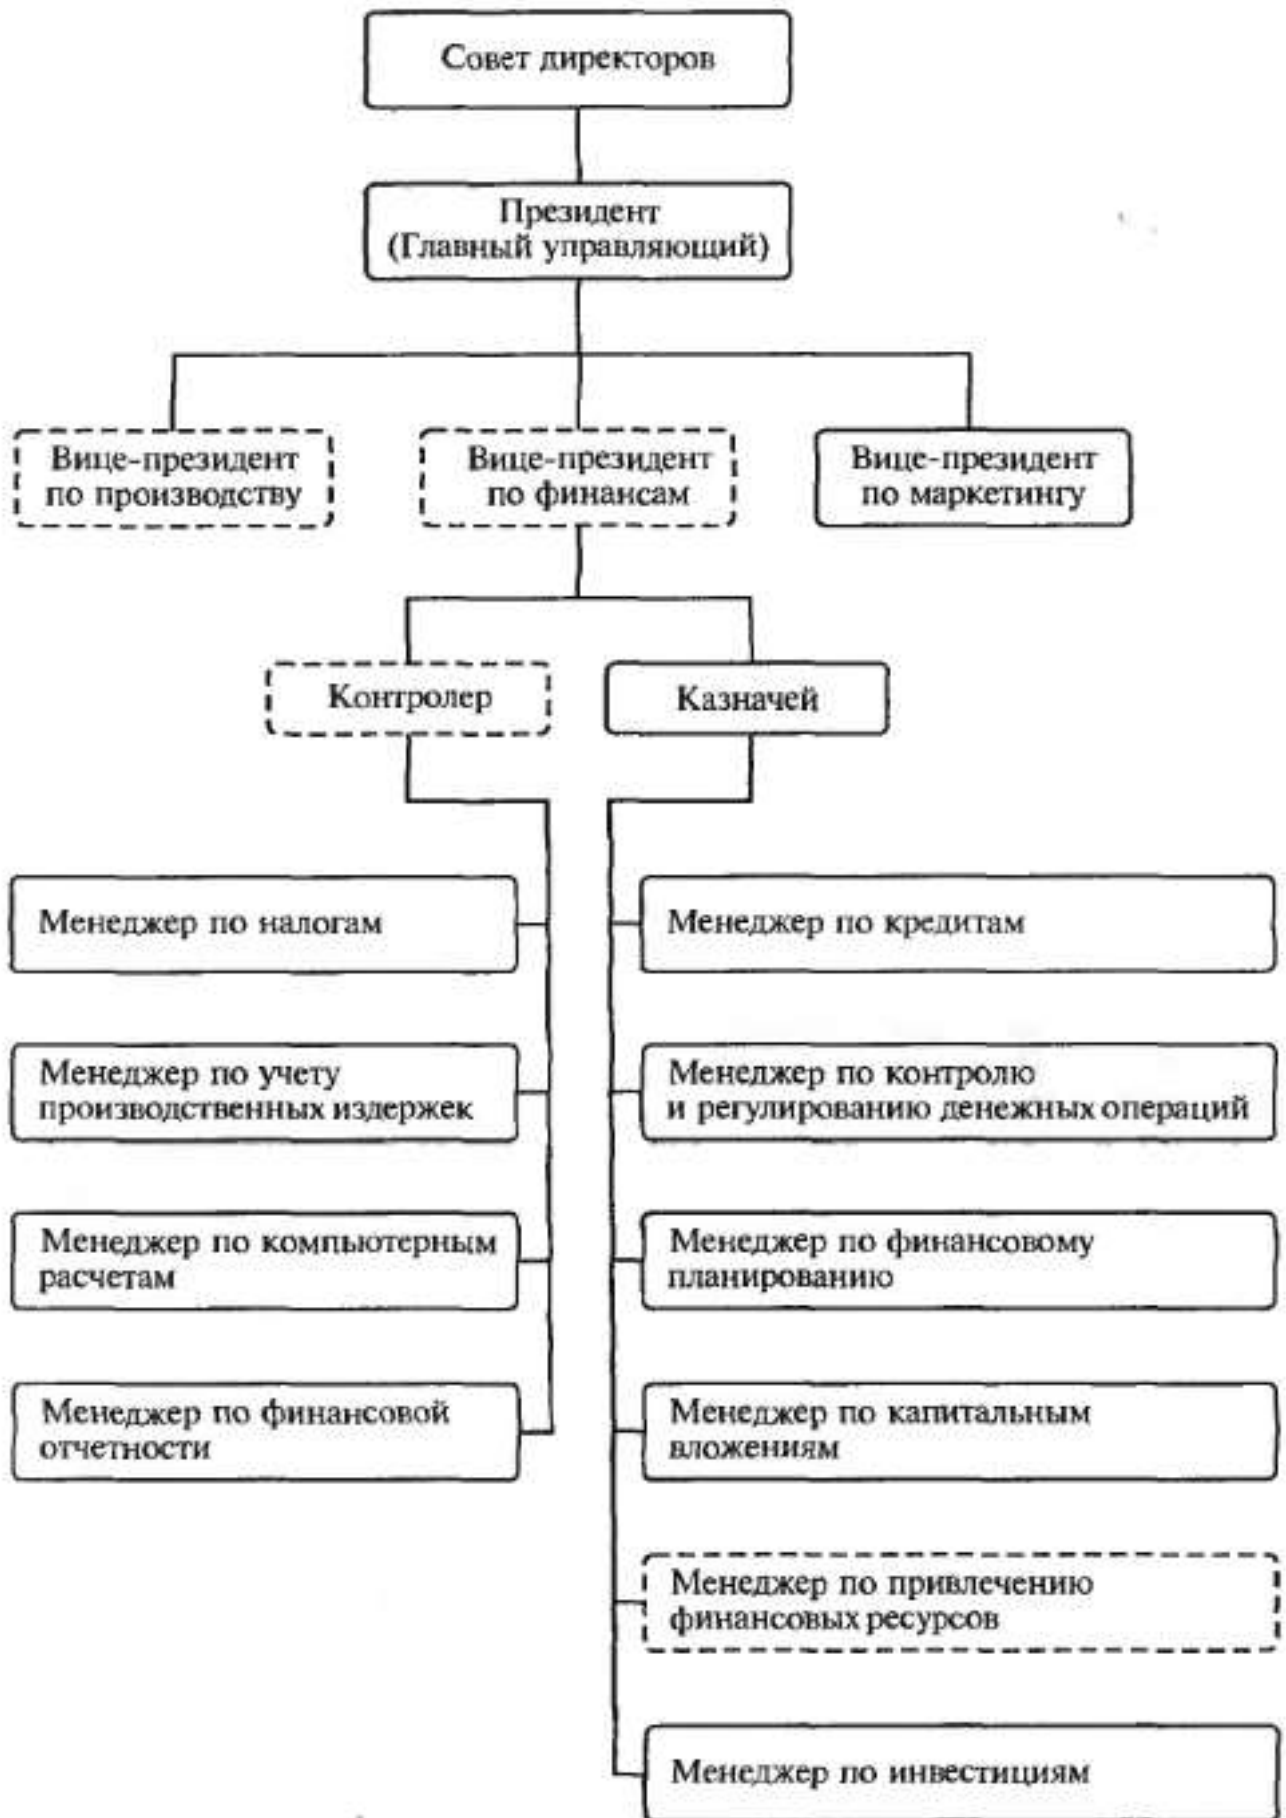 Совет директоров
Президент
(Главный управляющий)
Вице-президент
по производству
Вице-президент
по финансам
Вице-президент
по маркетингу
Контролер
Казначей
Менеджер по налогам
Менеджер по кредитам
Менеджер по учету
производственных издержек
Менеджер по контролю
и регулированию денежных операций
Менеджер по компьютерным
расчетам
Менеджер по финансовому
планированию
Менеджер по финансовой
отчетности
Менеджер по капитальным
вложениям
Менеджер по привлечению
финансовых ресурсов
Менеджер по инвестициям